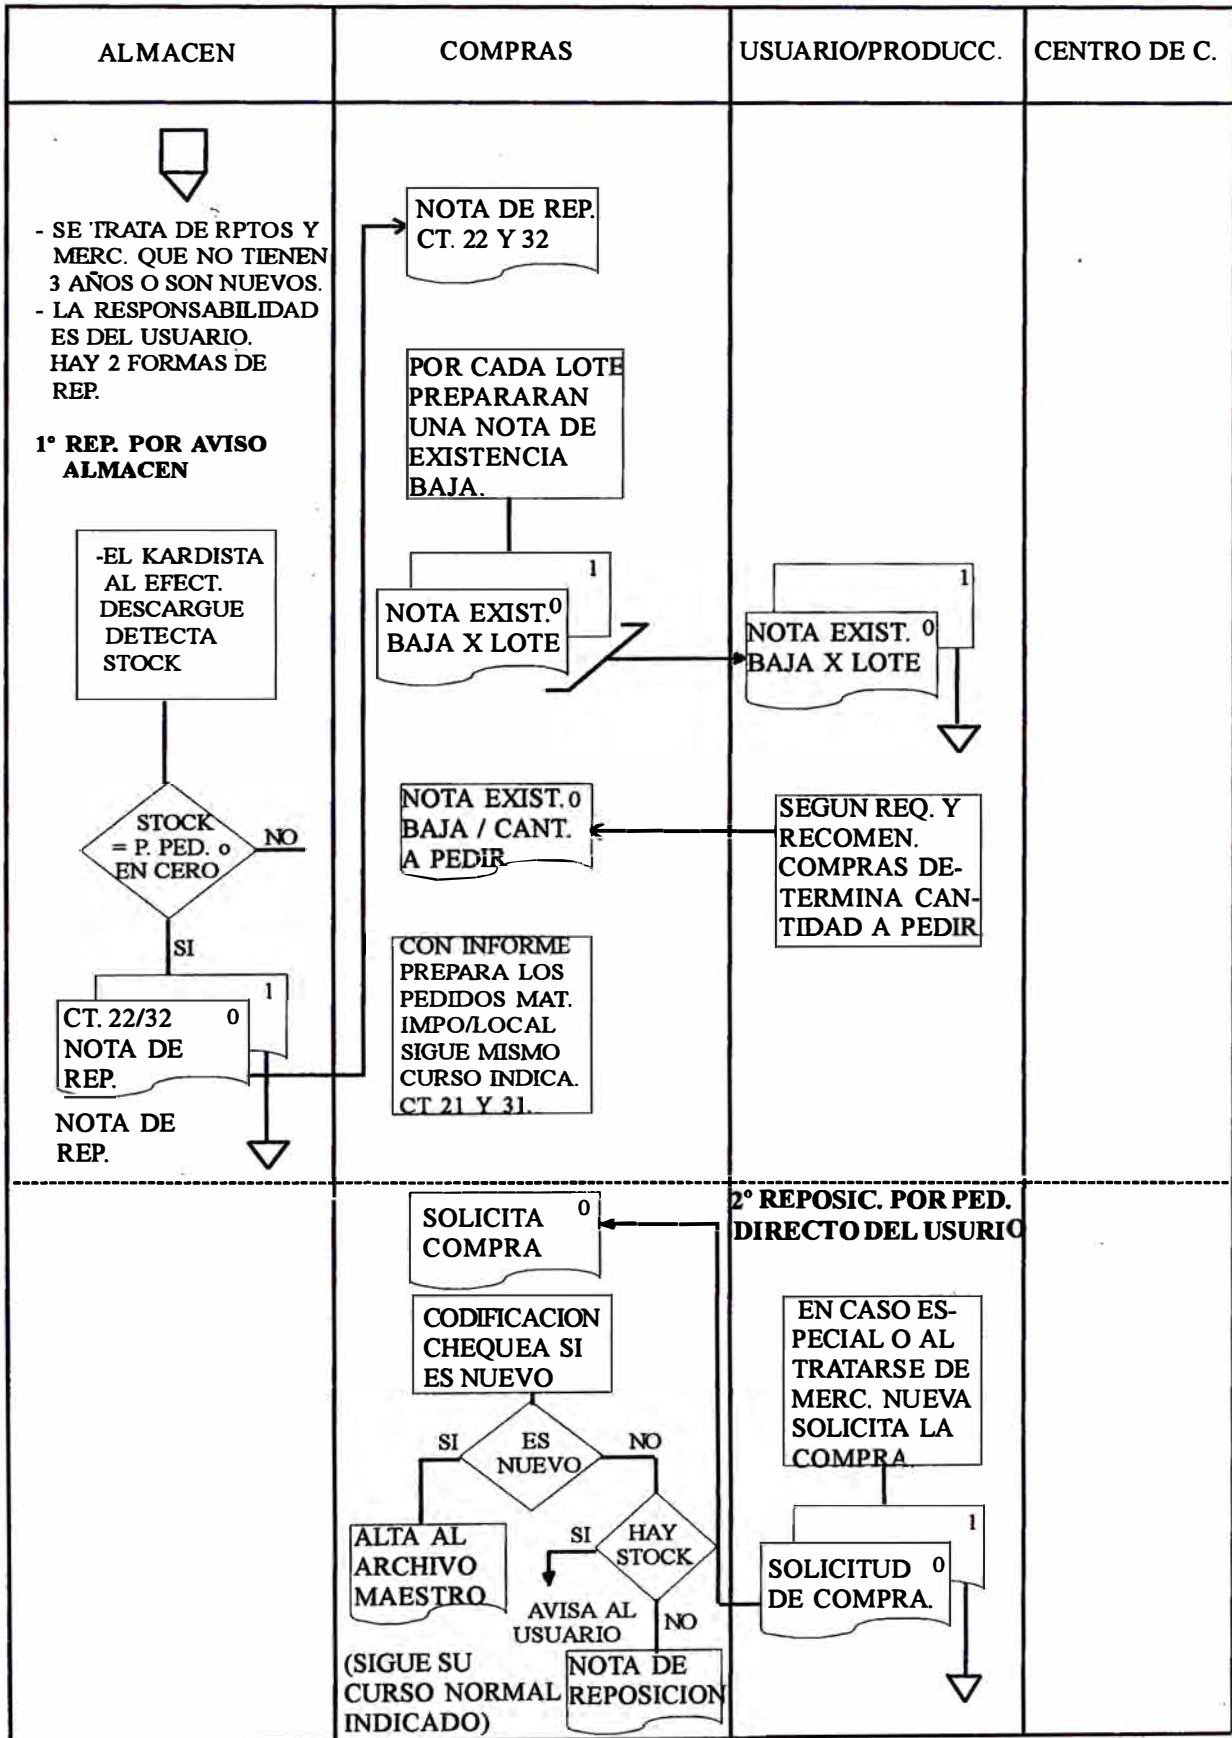 ALMACEN
COMPRAS
USUARIO/PRODUCC.
CENTRO DE C.
- SE TRATA DE RPTOS Y
MERC. QUE NO TIENEN
3 AÑOS O SON NUEVOS.
- LA RESPONSABILIDAD
ES DEL USUARIO.
HAY 2 FORMAS DE
REP.
1° REP. POR AVISO
ALMACEN
-EL KARDISTA
AL EFECT.
DESCARGUE
DETECTA
STOCK
STOCK
= P. PED. o
EN CERO
NO
SI
1
CT. 22/32 0
NOTA DE
REP.
NOTA DE
REP.
NOTA DE REP.
CT. 22 Y 32
POR CADA LOTE
PREPARARAN
UNA NOTA DE
EXISTENCIA
BAJA.
1
NOTA EXIST. 0
BAJA X LOTE
1
NOTA EXIST. 0
BAJA X LOTE
NOTA EXIST. 0
BAJA / CANT.
A PEDIR
SEGUN REQ. Y
RECOMEN.
COMPRAS DE-
TERMINA CAN-
TIDAD A PEDIR
CON INFORME
PREPARA LOS
PEDIDOS MAT.
IMPO/LOCAL
SIGUE MISMO
CURSO INDICA.
CT 21 Y 31.
2° REPOSIC. POR PED.
DIRECTO DEL USURIO
SOLICITA 0
COMPRA
CODIFICACION
CHEQUEA SI
ES NUEVO
SI
ES
NUEVO
NO
ALTA AL
ARCHIVO
MAESTRO
SI
HAY
STOCK
AVISA AL
USUARIO
NO
(SIGUE SU
CURSO NORMAL
INDICADO)
NOTA DE
REPOSICION
EN CASO ES-
PECIAL O AL
TRATARSE DE
MERC. NUEVA
SOLICITA LA
COMPRA.
1
SOLICITUD 0
DE COMPRA.